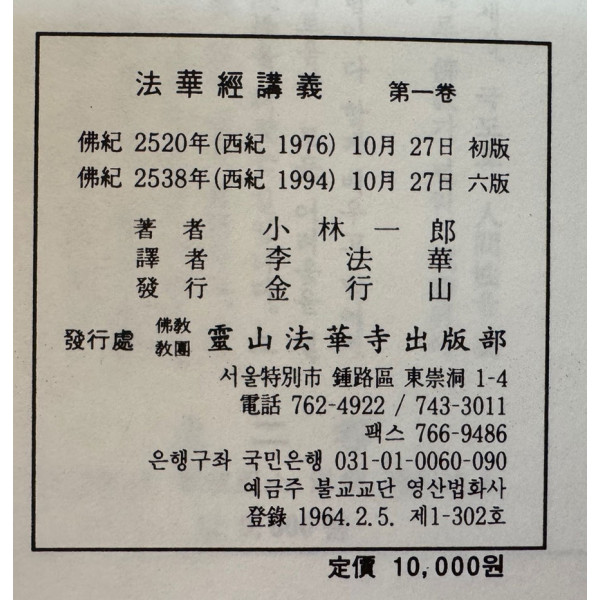 法華經講義 第一卷
佛紀 2520年(西紀 1976) 10月 27日 初版
佛紀 2538年(西紀 1994) 10月 27日 六版
著者 小林一郎
譯者 李法華
發行 金行山
發行處 佛教教團 靈山法華寺出版部
서울特別市 鍾路區 東崇洞 1-4
電話 762-4922 / 743-3011
팩스 766-9486
은행구좌 국민은행 031-01-0060-090
예금주 불교교단 영산법화사
登錄 1964.2.5. 제1-302호
定價 10,000원